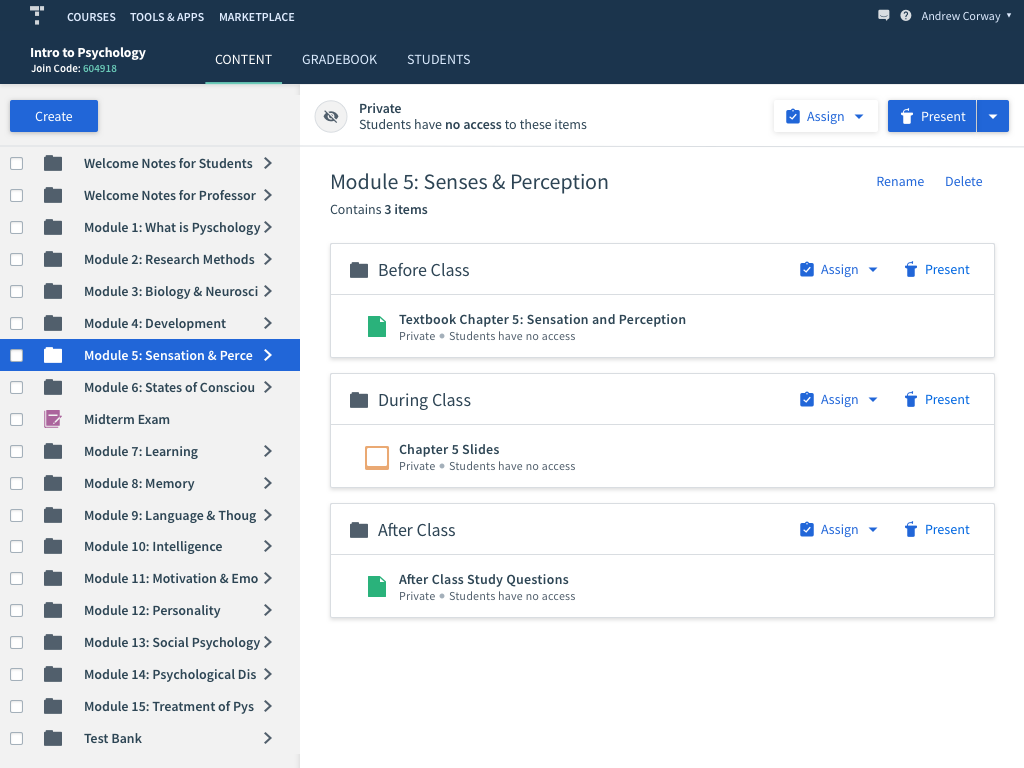 COURSES TOOLS & APPS MARKETPLACE Andrew Corway
Intro to Psychology
Join Code: 604918
CONTENT GRADEBOOK STUDENTS
Create
Private
Students have no access to these items
Assign Present
Welcome Notes for Students
Welcome Notes for Professor
Module 1: What is Pyschology
Module 2: Research Methods
Module 3: Biology & Neurosci
Module 4: Development
Module 5: Sensation & Perce
Module 6: States of Consciou
Midterm Exam
Module 7: Learning
Module 8: Memory
Module 9: Language & Thoug
Module 10: Intelligence
Module 11: Motivation & Emo
Module 12: Personality
Module 13: Social Psychology
Module 14: Psychological Dis
Module 15: Treatment of Pys
Test Bank
Module 5: Senses & Perception
Rename Delete
Contains 3 items
Before Class Assign Present
Textbook Chapter 5: Sensation and Perception
Private • Students have no access
During Class Assign Present
Chapter 5 Slides
Private • Students have no access
After Class Assign Present
After Class Study Questions
Private • Students have no access